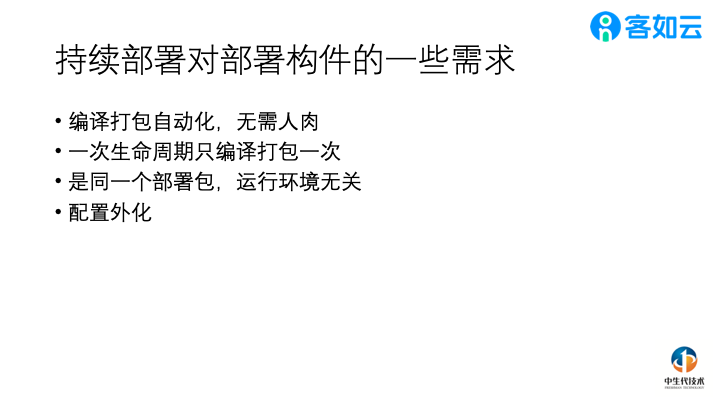 客如云
持续部署对部署构件的一些需求
• 编译打包自动化，无需人肉
• 一次生命周期只编译打包一次
• 是同一个部署包，运行环境无关
• 配置外化
中生代技术
FRESHMAN TECHNOLOGY